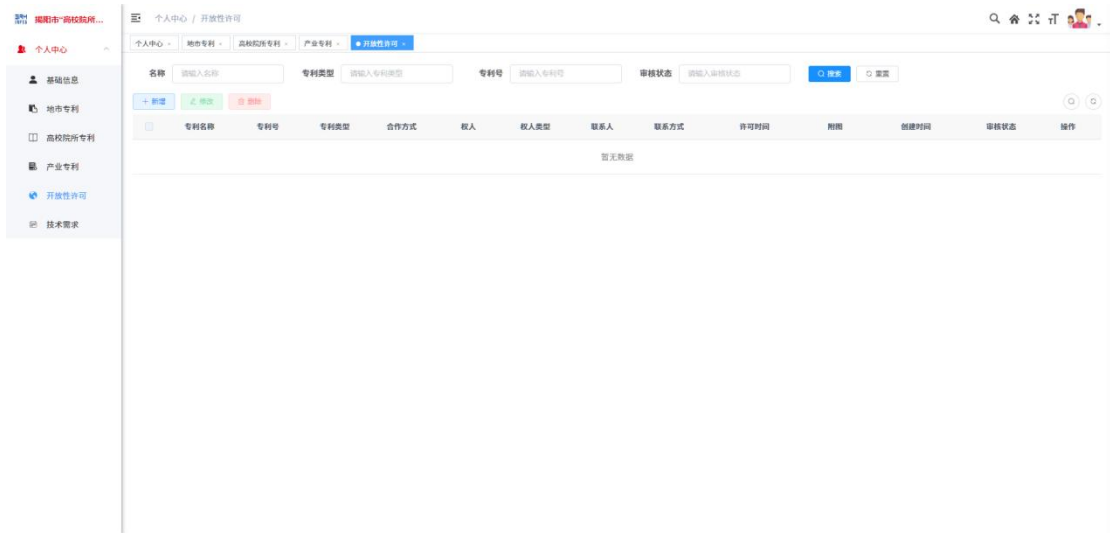 揭阳市“高校院所...
个人中心 / 开放性许可
个人中心
个人中心 × 地市专利 × 高校院所专利 × 产业专利 × 开放性许可 ×
基础信息
地市专利
高校院所专利
产业专利
开放性许可
技术需求
名称 请输入名称 专利类型 请输入专利类型 专利号 请输入专利号 审核状态 请输入审核状态 搜索 重置
+ 新增 修改 删除
专利名称 专利号 专利类型 合作方式 权人 权人类型 联系人 联系方式 许可时间 附图 创建时间 审核状态 操作
暂无数据